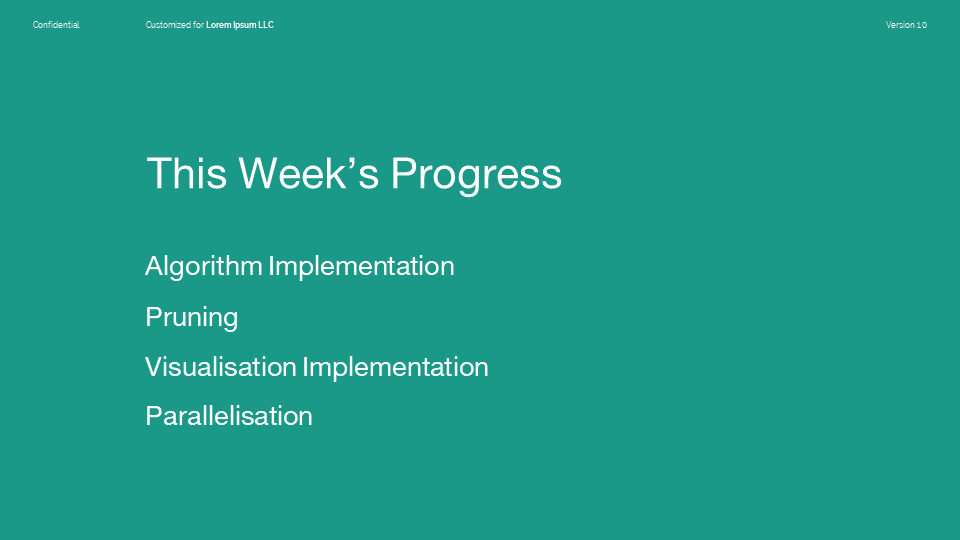 Confidential
Customized for Lorem Ipsum LLC
Version 1.0
This Week’s Progress
Algorithm Implementation
Pruning
Visualisation Implementation
Parallelisation